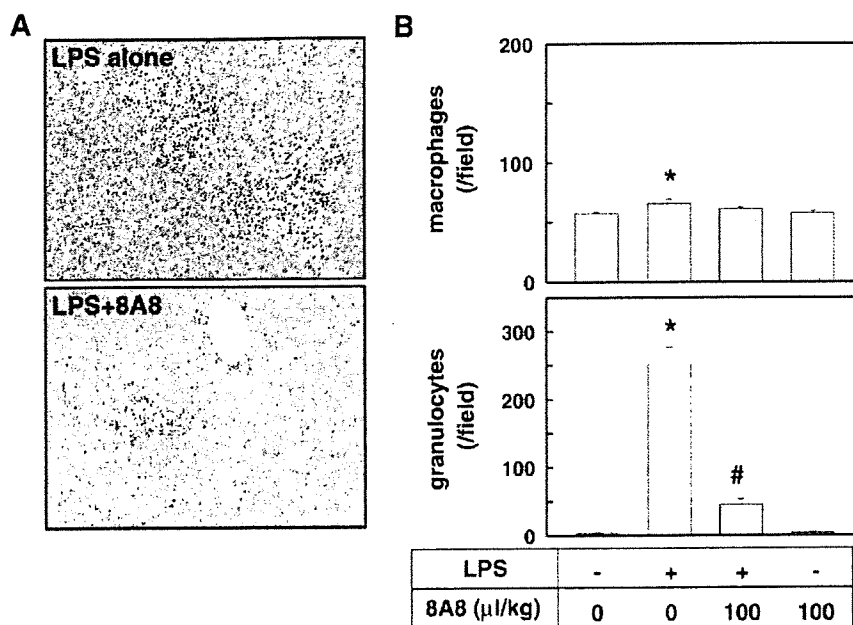 A
LPS alone
LPS+8A8
B
macrophages
(/field)
200
100
0
*
granulocytes
(/field)
300
200
100
50
0
*
#
LPS - + + -
8A8 (μl/kg) 0 0 100 100